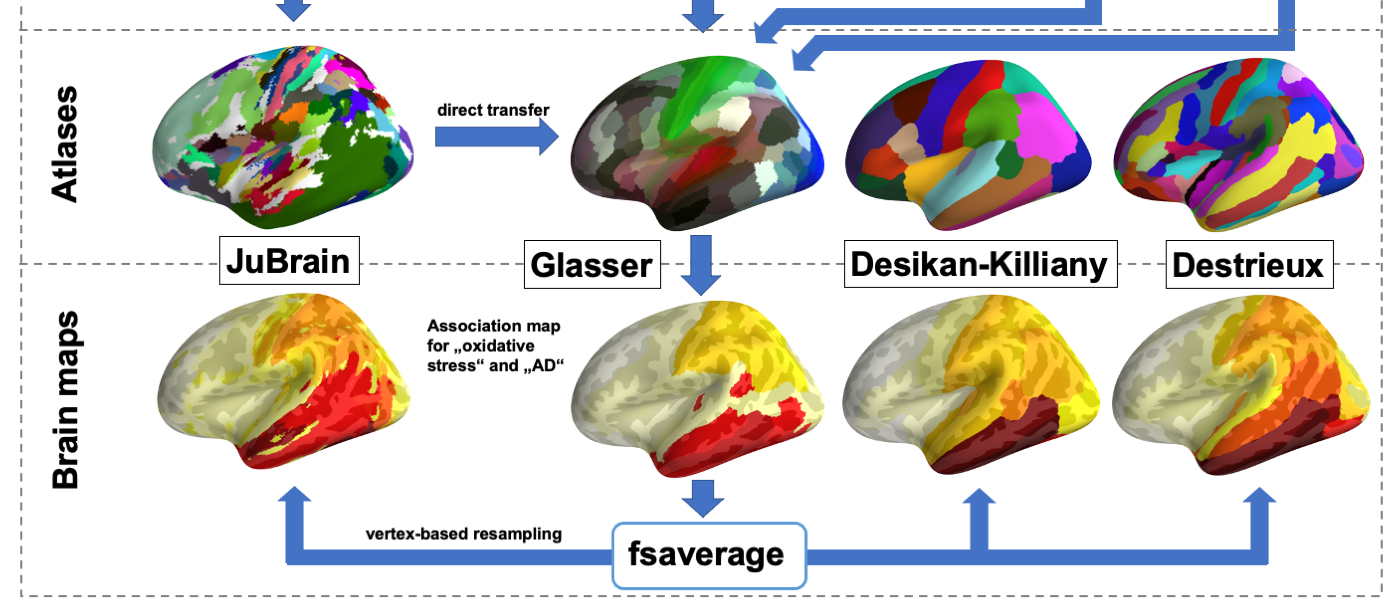 Atlases
direct transfer
JuBrain
Glasser
Desikan-Killiany
Destrieux
Brain maps
Association map
for „oxidative
stress“ and „AD“
vertex-based resampling
fsaverage